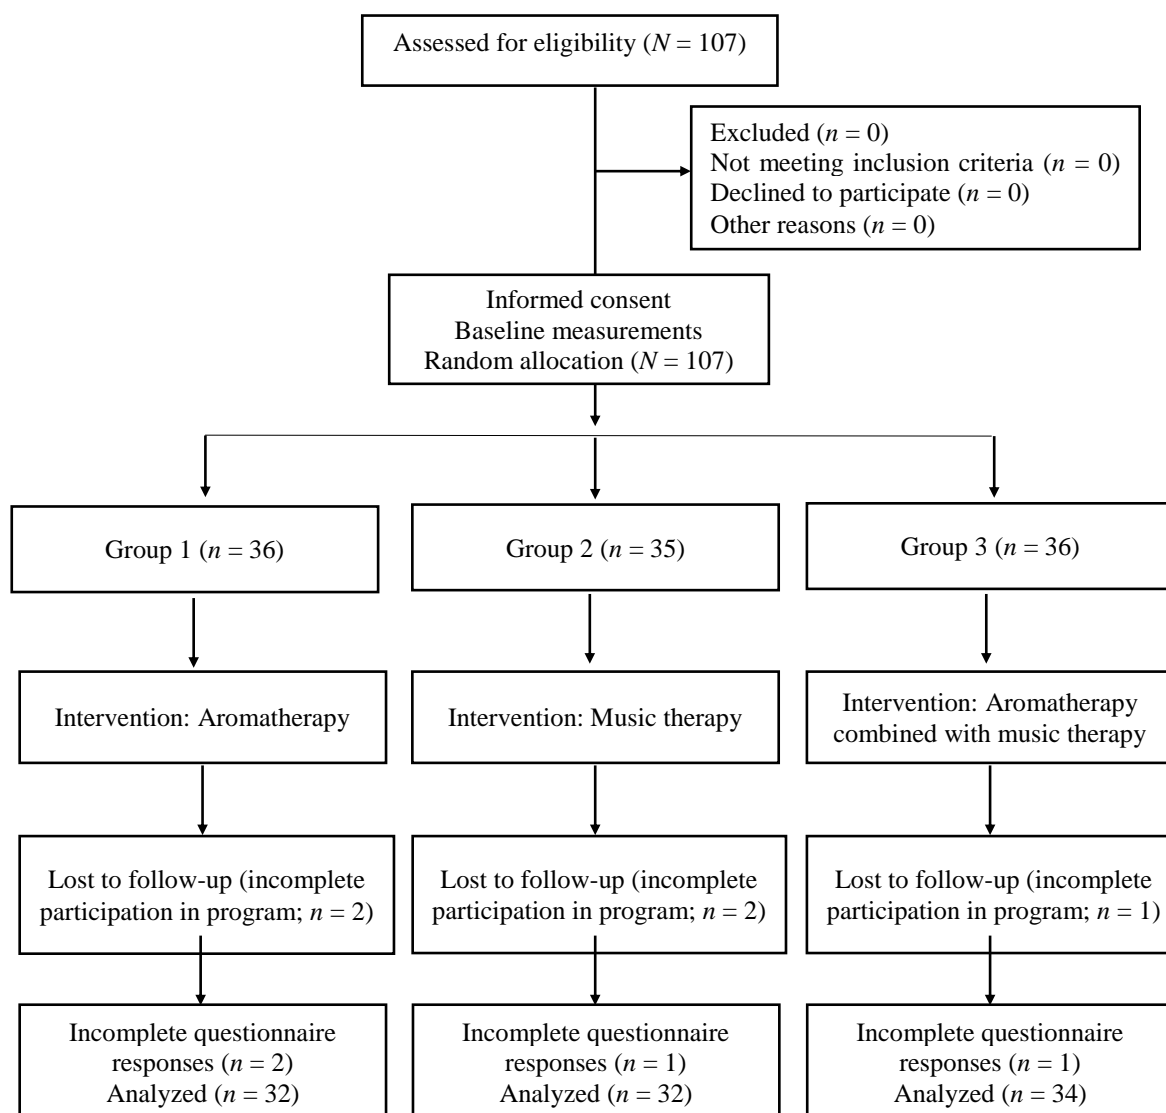 Assessed for eligibility (N = 107)
Excluded (n = 0)
Not meeting inclusion criteria (n = 0)
Declined to participate (n = 0)
Other reasons (n = 0)
Informed consent
Baseline measurements
Random allocation (N = 107)
Group 1 (n = 36)
Group 2 (n = 35)
Group 3 (n = 36)
Intervention: Aromatherapy
Intervention: Music therapy
Intervention: Aromatherapy
combined with music therapy
Lost to follow-up (incomplete
participation in program; n = 2)
Lost to follow-up (incomplete
participation in program; n = 2)
Lost to follow-up (incomplete
participation in program; n = 1)
Incomplete questionnaire
responses (n = 2)
Analyzed (n = 32)
Incomplete questionnaire
responses (n = 1)
Analyzed (n = 32)
Incomplete questionnaire
responses (n = 1)
Analyzed (n = 34)